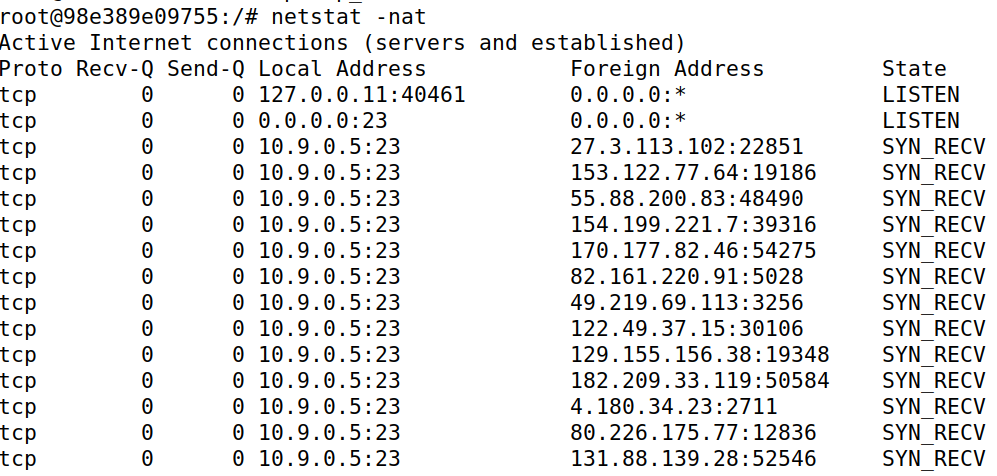 root@98e389e09755:/# netstat -nat
Active Internet connections (servers and established)
Proto Recv-Q Send-Q Local Address           Foreign Address         State
tcp        0      0 127.0.0.11:40461        0.0.0.0:*               LISTEN
tcp        0      0 0.0.0.0:23              0.0.0.0:*               LISTEN
tcp        0      0 10.9.0.5:23             27.3.113.102:22851      SYN_RECV
tcp        0      0 10.9.0.5:23             153.122.77.64:19186     SYN_RECV
tcp        0      0 10.9.0.5:23             55.88.200.83:48490      SYN_RECV
tcp        0      0 10.9.0.5:23             154.199.221.7:39316     SYN_RECV
tcp        0      0 10.9.0.5:23             170.177.82.46:54275     SYN_RECV
tcp        0      0 10.9.0.5:23             82.161.220.91:5028      SYN_RECV
tcp        0      0 10.9.0.5:23             49.219.69.113:3256      SYN_RECV
tcp        0      0 10.9.0.5:23             122.49.37.15:30106      SYN_RECV
tcp        0      0 10.9.0.5:23             129.155.156.38:19348    SYN_RECV
tcp        0      0 10.9.0.5:23             182.209.33.119:50584    SYN_RECV
tcp        0      0 10.9.0.5:23             4.180.34.23:2711        SYN_RECV
tcp        0      0 10.9.0.5:23             80.226.175.77:12836     SYN_RECV
tcp        0      0 10.9.0.5:23             131.88.139.28:52546     SYN_RECV